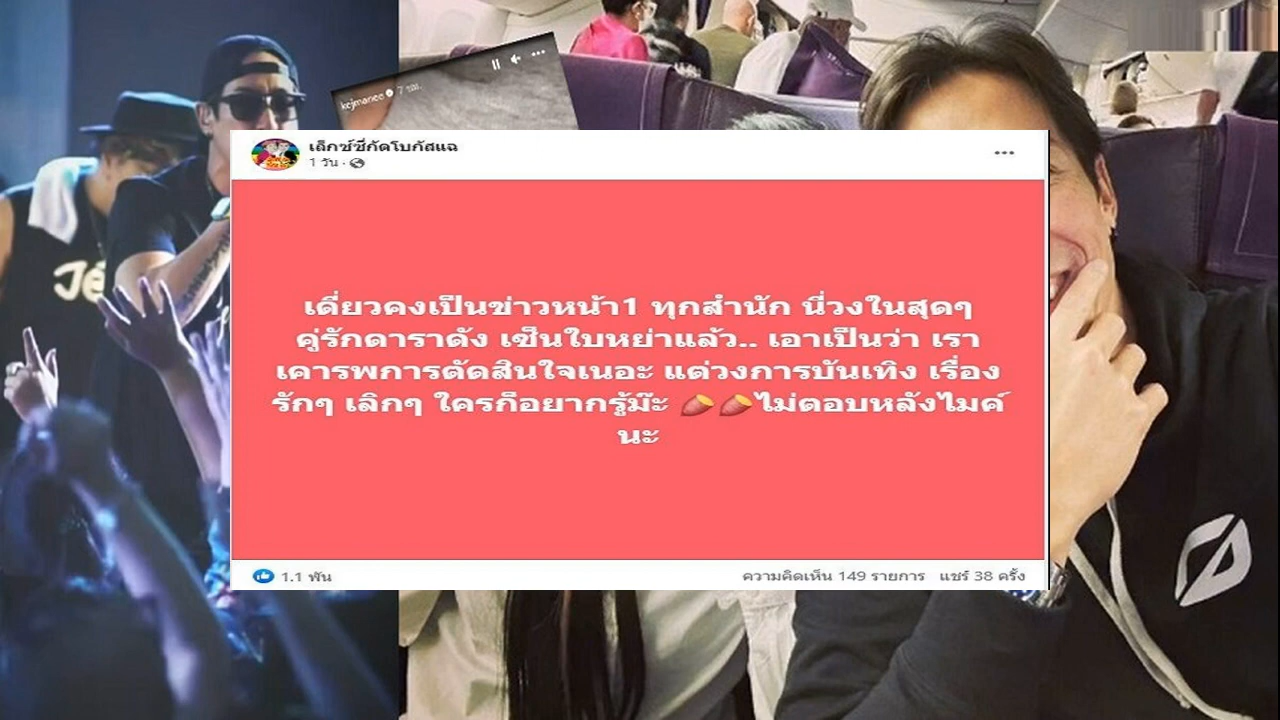 kcjmanee 7 ชม.
เด็กซ์ซี่กัดโบกัสแฉ
1 วัน
เดี่ยวคงเป็นข่าวหน้า1 ทุกสำนัก นี่วงในสุดๆ
คู่รักดาราดัง เซ็นใบหย่าแล้ว.. เอาเป็นว่า เรา
เคารพการตัดสินใจเนอะ แต่วงการบันเทิง เรื่อง
รักๆ เลิกๆ ใครก็อยากรู้ม๊ะ 🍠🍠ไม่ตอบหลังไมค์
นะ
1.1 พัน
ความคิดเห็น 149 รายการ แชร์ 38 ครั้ง